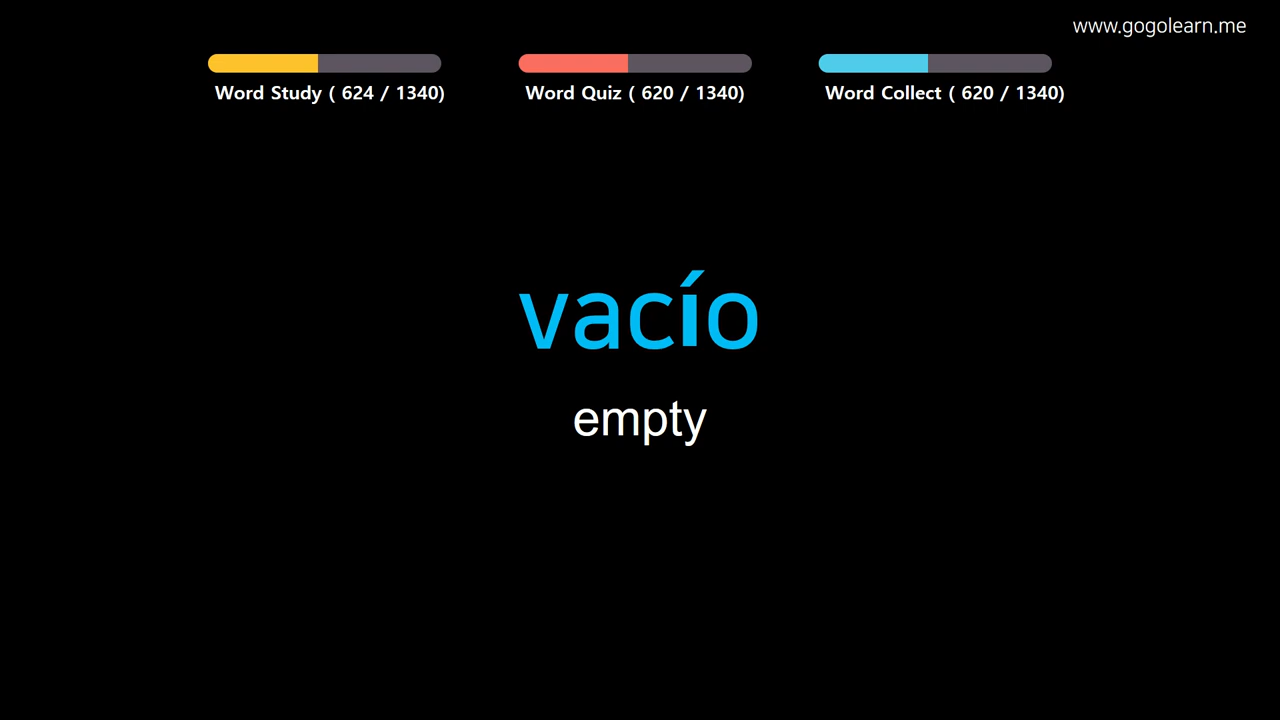 www.gogolearn.me
Word Study ( 624 / 1340)
Word Quiz ( 620 / 1340)
Word Collect ( 620 / 1340)
vacío
empty